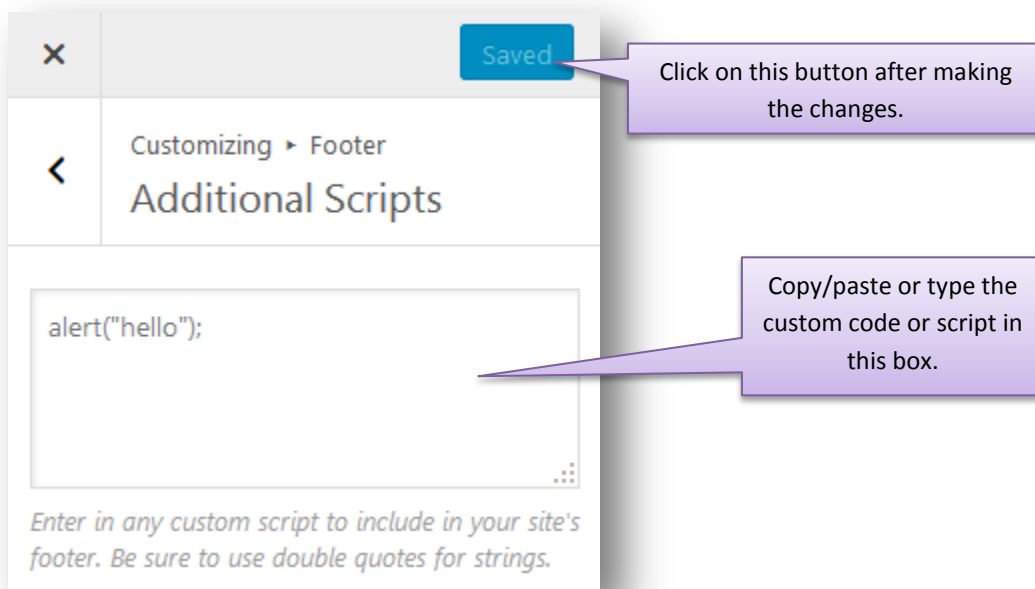 Saved
Click on this button after making
the changes.
Customizing ▸ Footer
Additional Scripts
alert("hello");
Copy/paste or type the
custom code or script in
this box.
Enter in any custom script to include in your site's
footer. Be sure to use double quotes for strings.